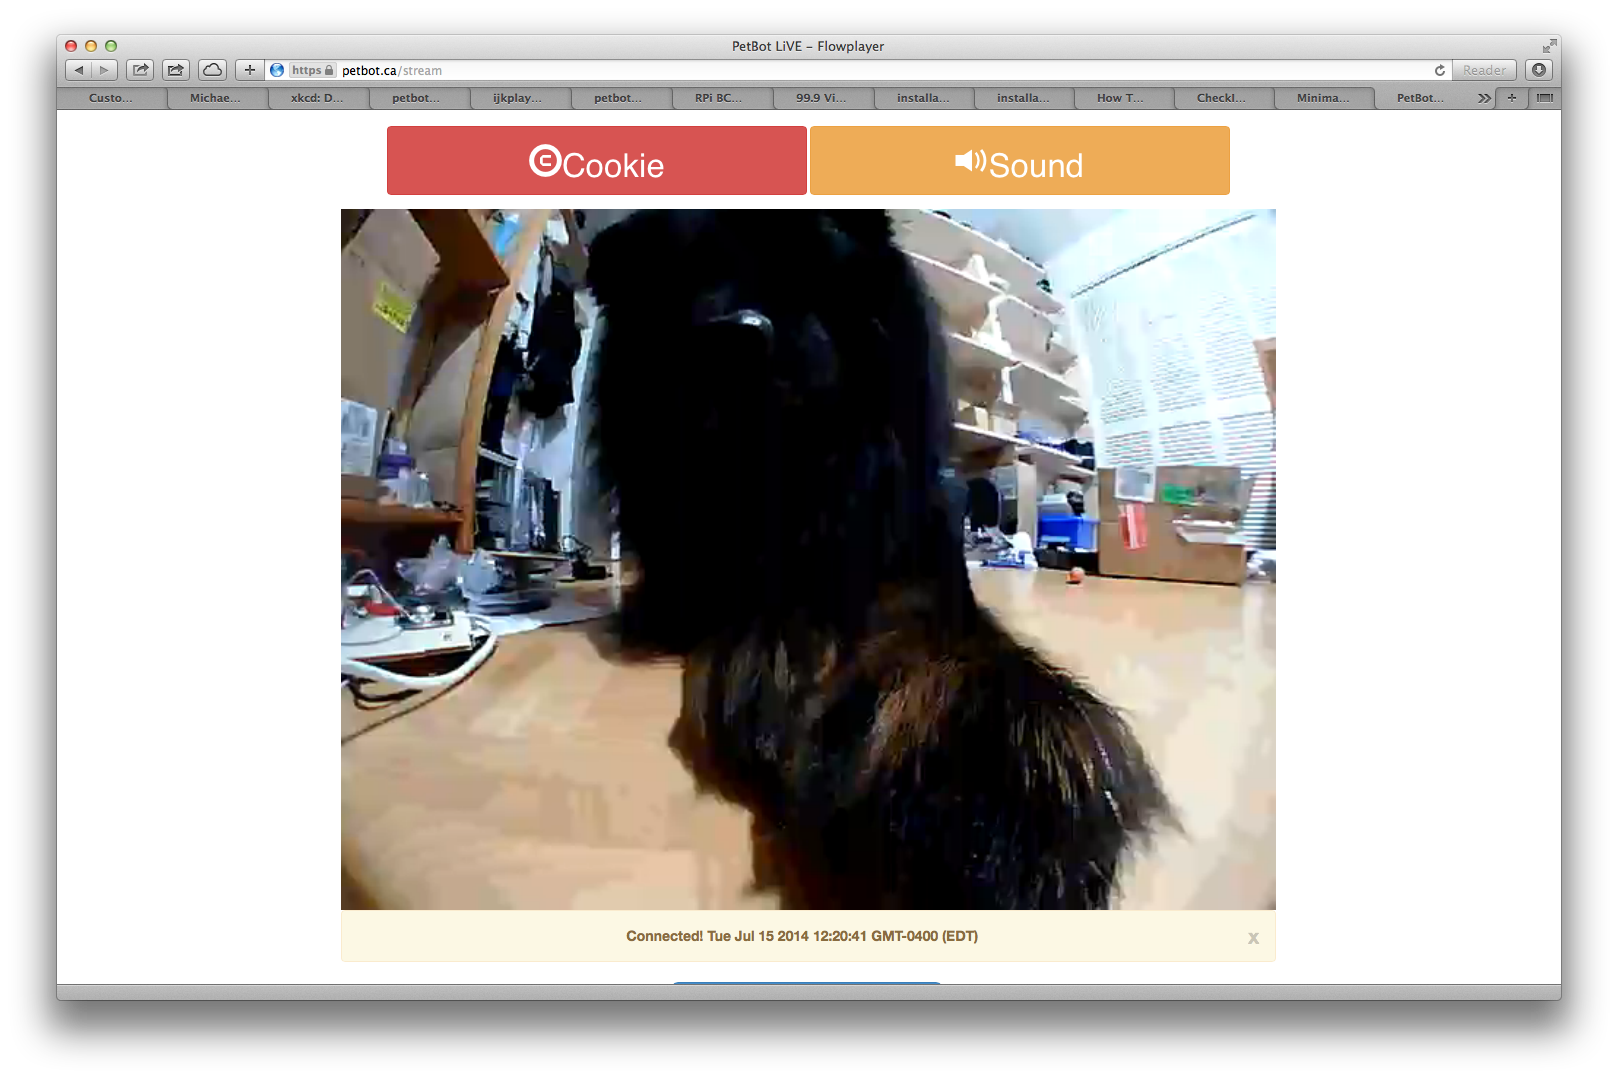 PetBot LiVE – Flowplayer
https petbot.ca/stream Reader
Custo... Michae... xkcd: D... petbot... ijkplay... petbot... RPi BC... 99.9 Vi... installa... installa... How T... CheckI... Minima... PetBot...
Cookie Sound
Connected! Tue Jul 15 2014 12:20:41 GMT-0400 (EDT) x